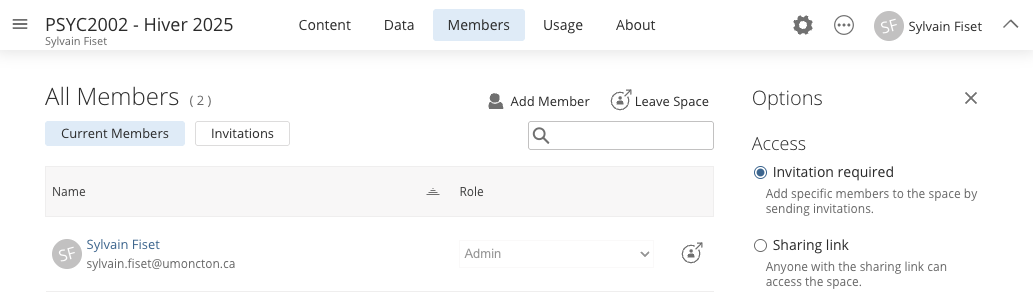 PSYC2002 - Hiver 2025
Sylvain Fiset
Content Data Members Usage About
SF Sylvain Fiset
All Members ( 2 )
Add Member Leave Space
Current Members Invitations
Name Role
SF Sylvain Fiset
sylvain.fiset@umoncton.ca
Admin
Options
Access
Invitation required
Add specific members to the space by
sending invitations.
Sharing link
Anyone with the sharing link can
access the space.